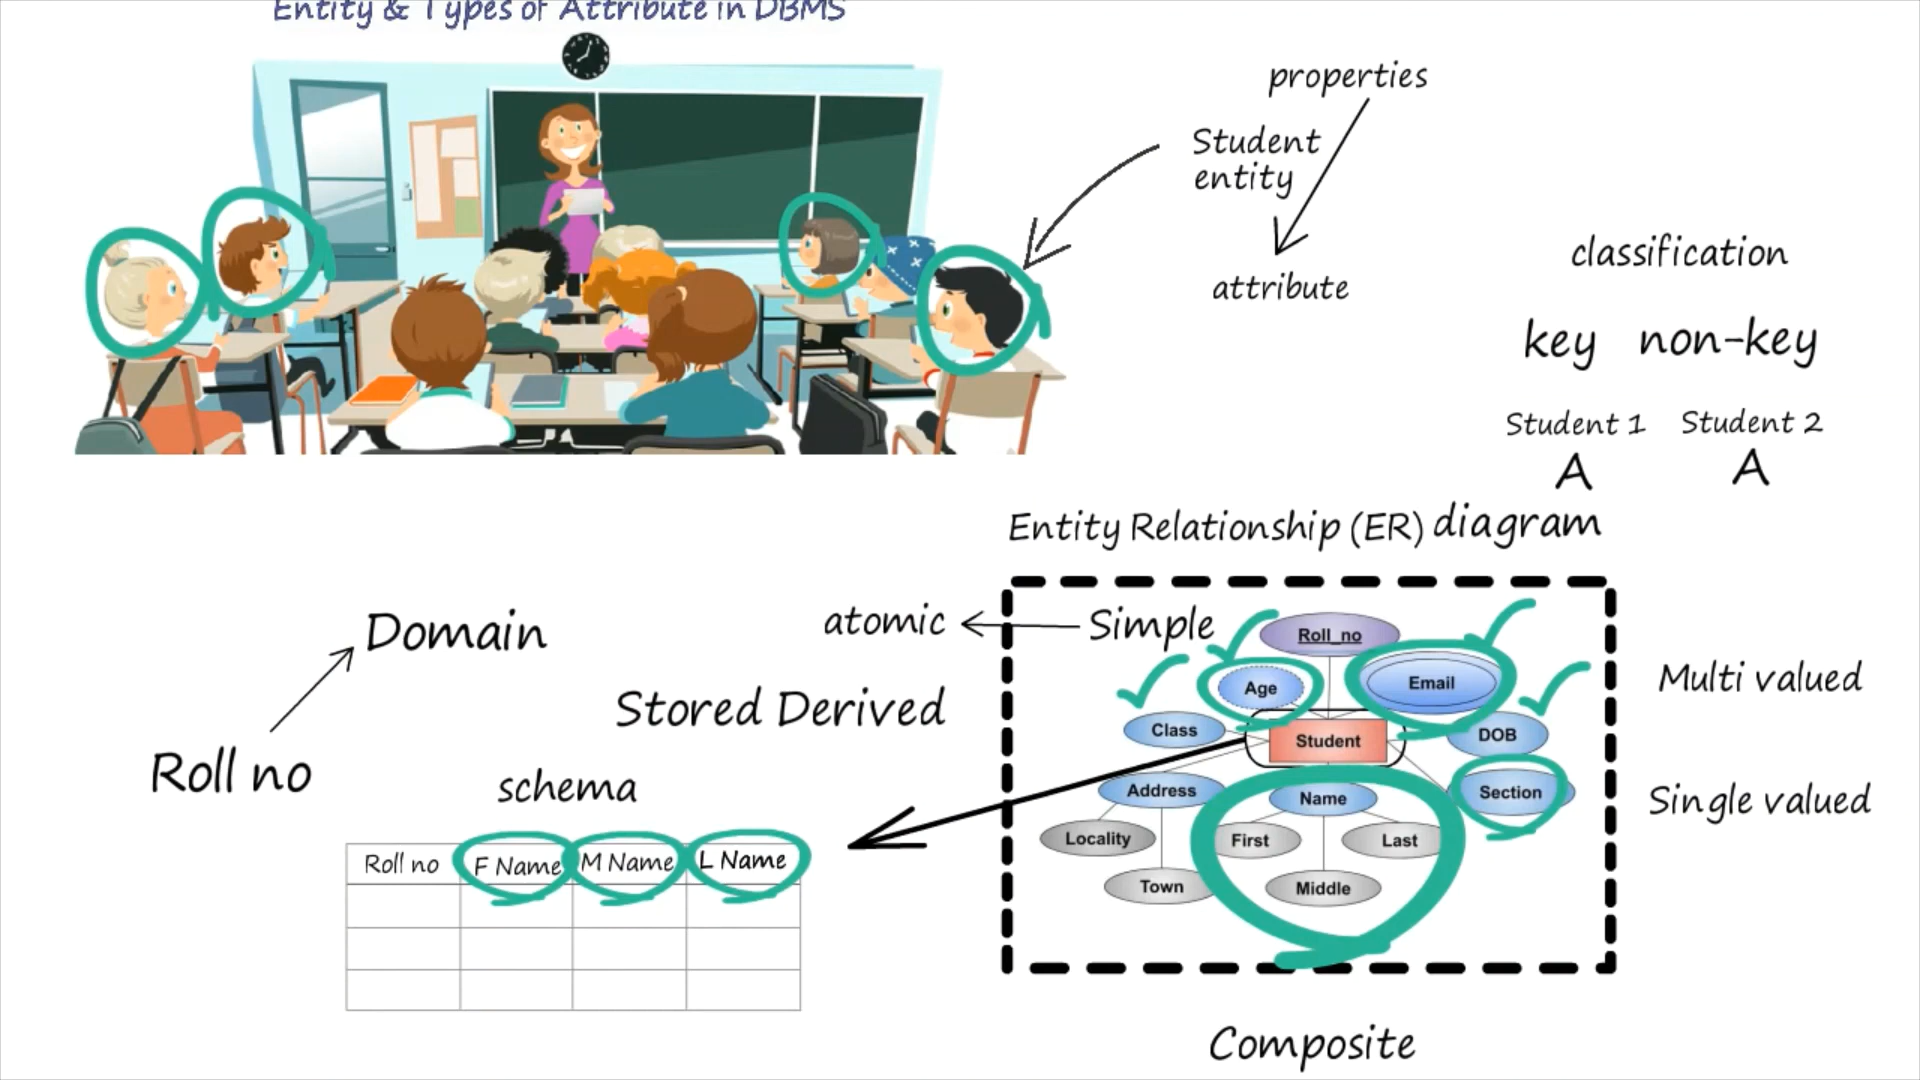 Entity & Types of Attribute in DBMS
properties
Student
entity
attribute
classification
key non-key
Student 1 Student 2
A A
Entity Relationship (ER) diagram
Domain
Roll no
atomic
Simple
Stored Derived
Roll_no
Age
Email
Class
Student
DOB
Address
Name
Section
Locality
First
Last
Town
Middle
Multi valued
Single valued
schema
Roll no F Name M Name L Name
Composite